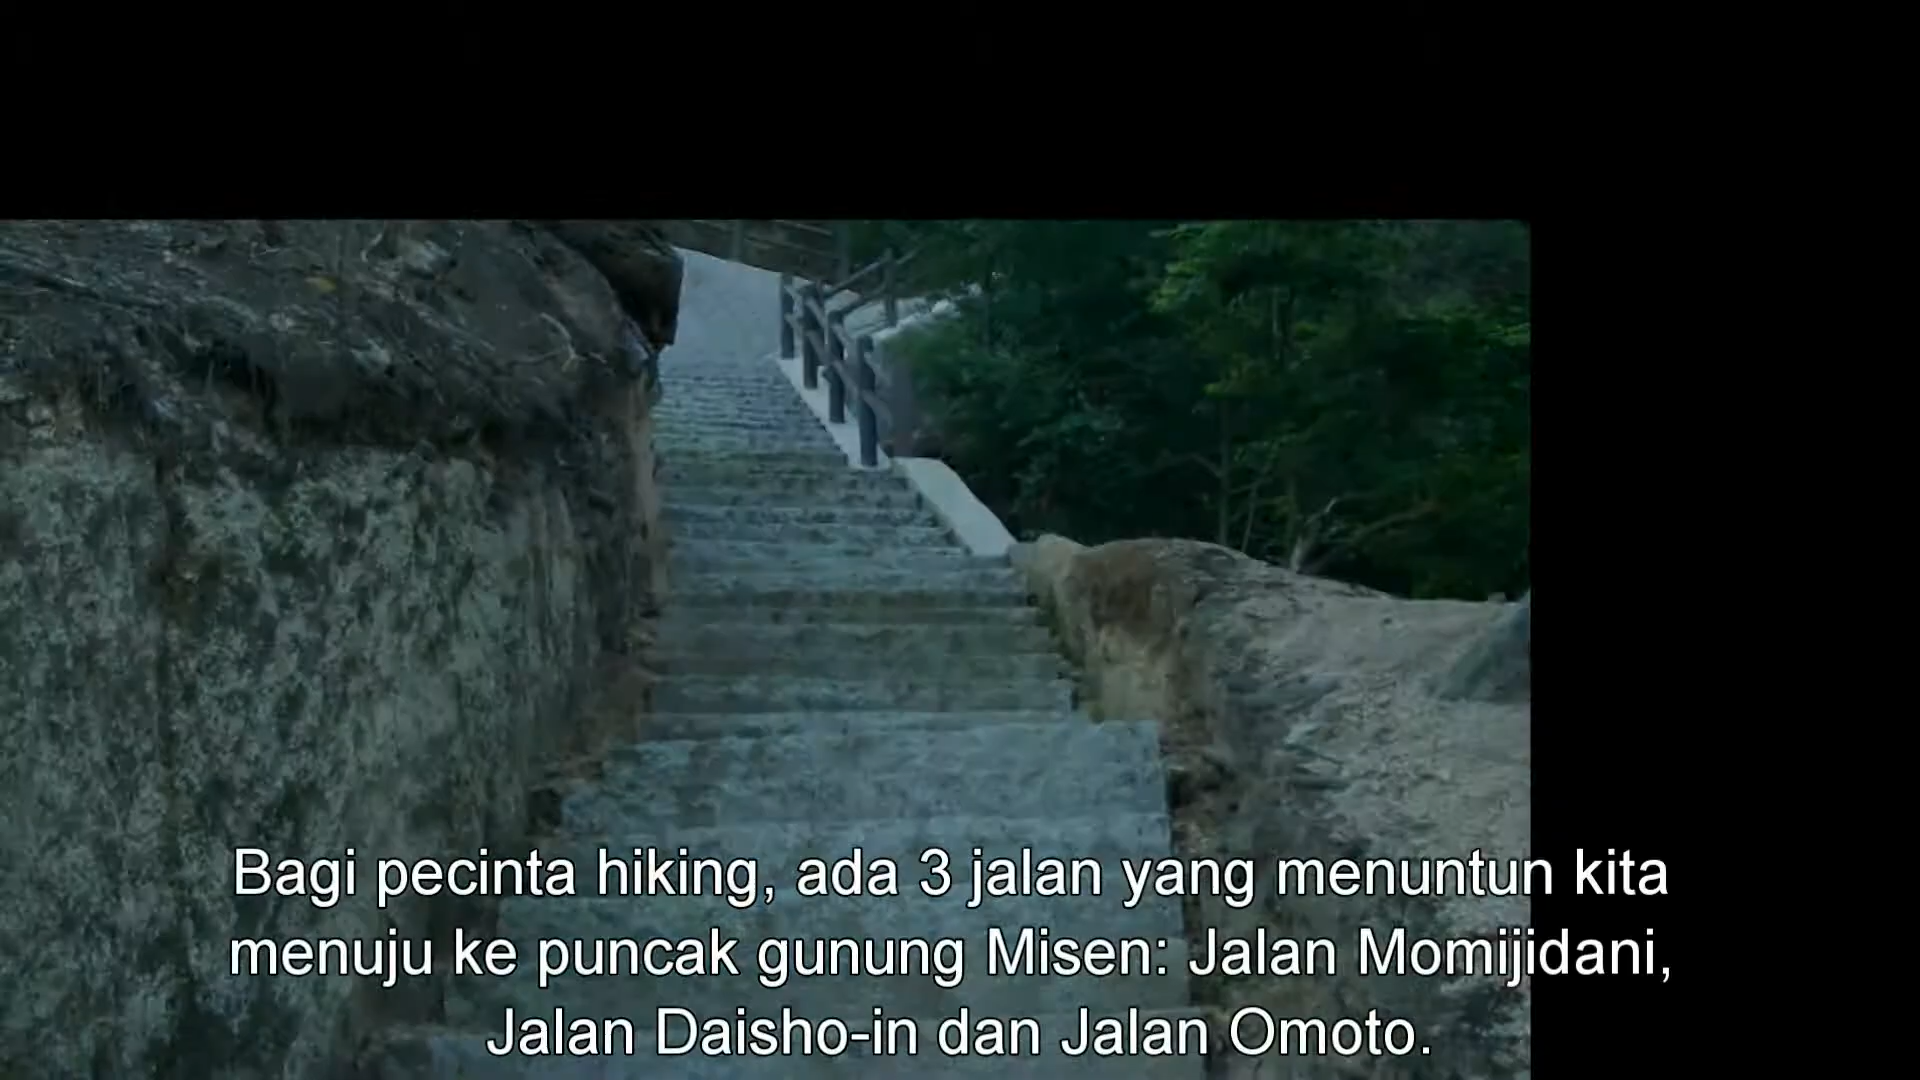 Bagi pecinta hiking, ada 3 jalan yang menuntun kita
menuju ke puncak gunung Misen: Jalan Momijidani,
Jalan Daisho-in dan Jalan Omoto.